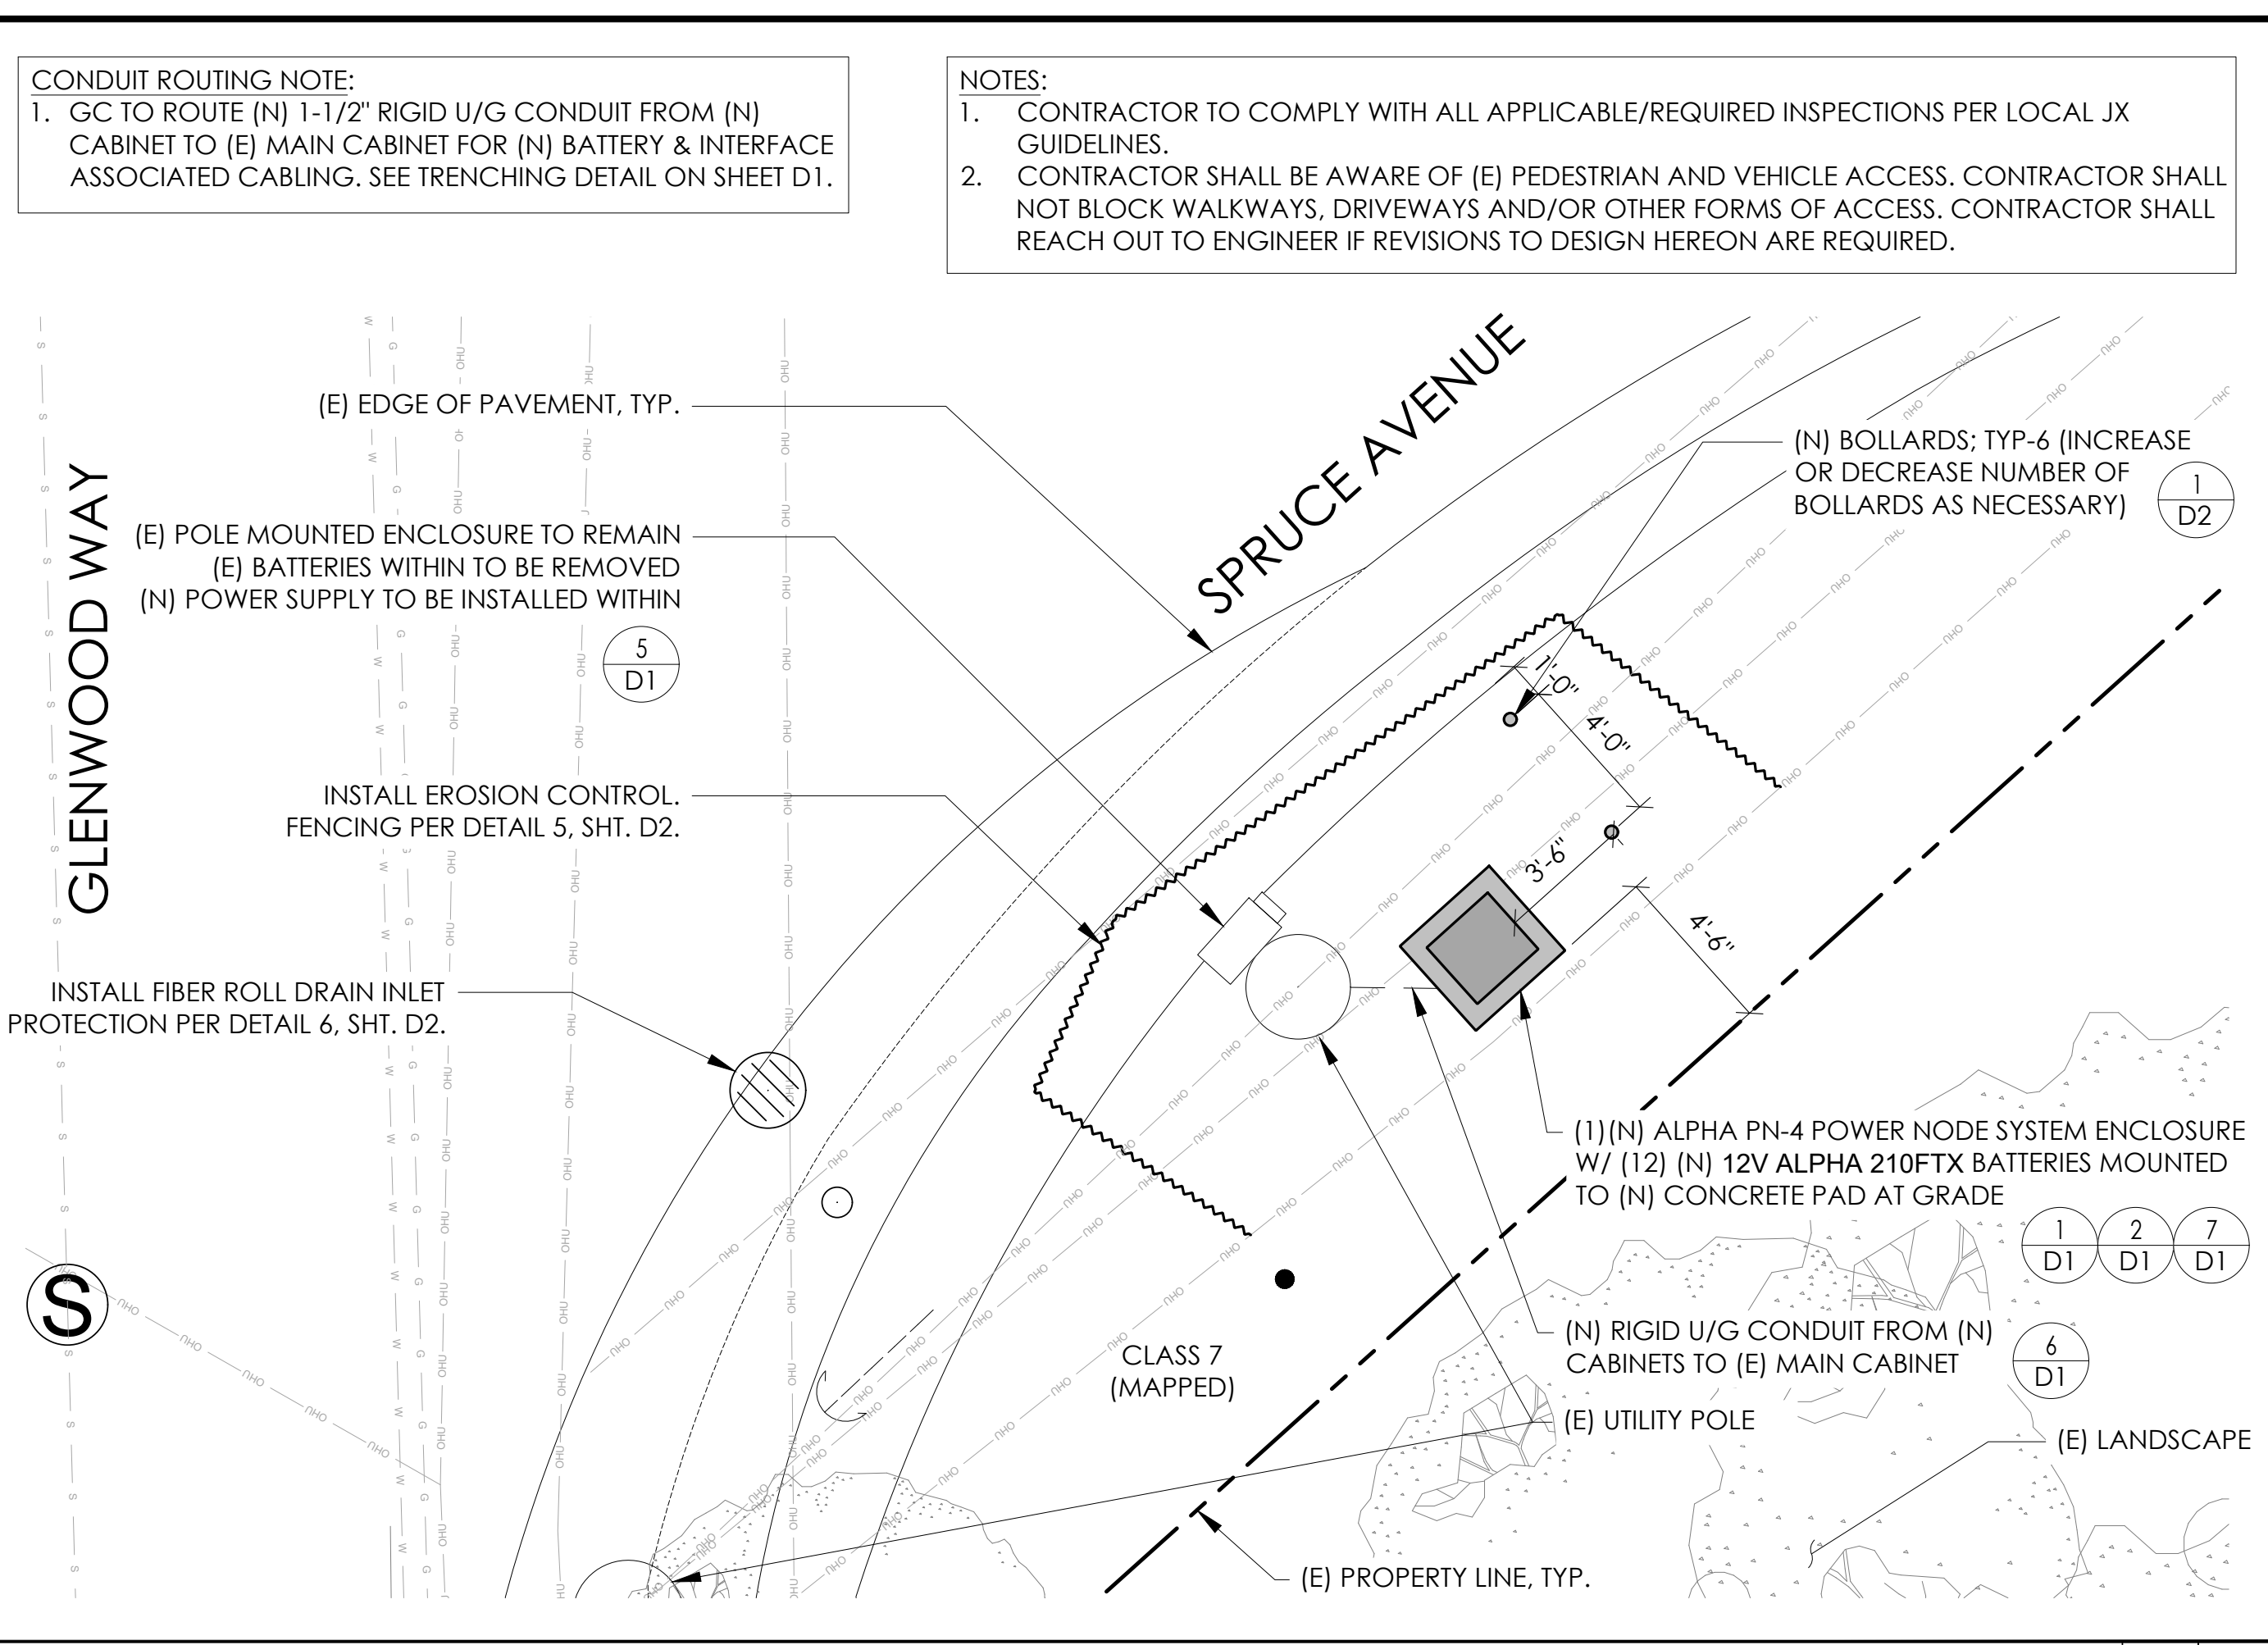 CONDUIT ROUTING NOTE:
1. GC TO ROUTE (N) 1-1/2" RIGID U/G CONDUIT FROM (N)
CABINET TO (E) MAIN CABINET FOR (N) BATTERY & INTERFACE
ASSOCIATED CABLING. SEE TRENCHING DETAIL ON SHEET D1.
NOTES:
1. CONTRACTOR TO COMPLY WITH ALL APPLICABLE/REQUIRED INSPECTIONS PER LOCAL JX
GUIDELINES.
2. CONTRACTOR SHALL BE AWARE OF (E) PEDESTRIAN AND VEHICLE ACCESS. CONTRACTOR SHALL
NOT BLOCK WALKWAYS, DRIVEWAYS AND/OR OTHER FORMS OF ACCESS. CONTRACTOR SHALL
REACH OUT TO ENGINEER IF REVISIONS TO DESIGN HEREON ARE REQUIRED.
(E) EDGE OF PAVEMENT, TYP.
SPRUCE AVENUE
(N) BOLLARDS; TYP-6 (INCREASE
OR DECREASE NUMBER OF
BOLLARDS AS NECESSARY)
1
D2
GLENWOOD WAY
(E) POLE MOUNTED ENCLOSURE TO REMAIN
(E) BATTERIES WITHIN TO BE REMOVED
(N) POWER SUPPLY TO BE INSTALLED WITHIN
5
D1
1'-0"
4'-0"
3'-6"
4'-6"
INSTALL EROSION CONTROL.
FENCING PER DETAIL 5, SHT. D2.
INSTALL FIBER ROLL DRAIN INLET
PROTECTION PER DETAIL 6, SHT. D2.
(1)(N) ALPHA PN-4 POWER NODE SYSTEM ENCLOSURE
W/ (12) (N) 12V ALPHA 210FTX BATTERIES MOUNTED
TO (N) CONCRETE PAD AT GRADE
1
D1
2
D1
7
D1
S
CLASS 7
(MAPPED)
(N) RIGID U/G CONDUIT FROM (N)
CABINETS TO (E) MAIN CABINET
6
D1
(E) UTILITY POLE
(E) LANDSCAPE
(E) PROPERTY LINE, TYP.
OHU
W
G
S